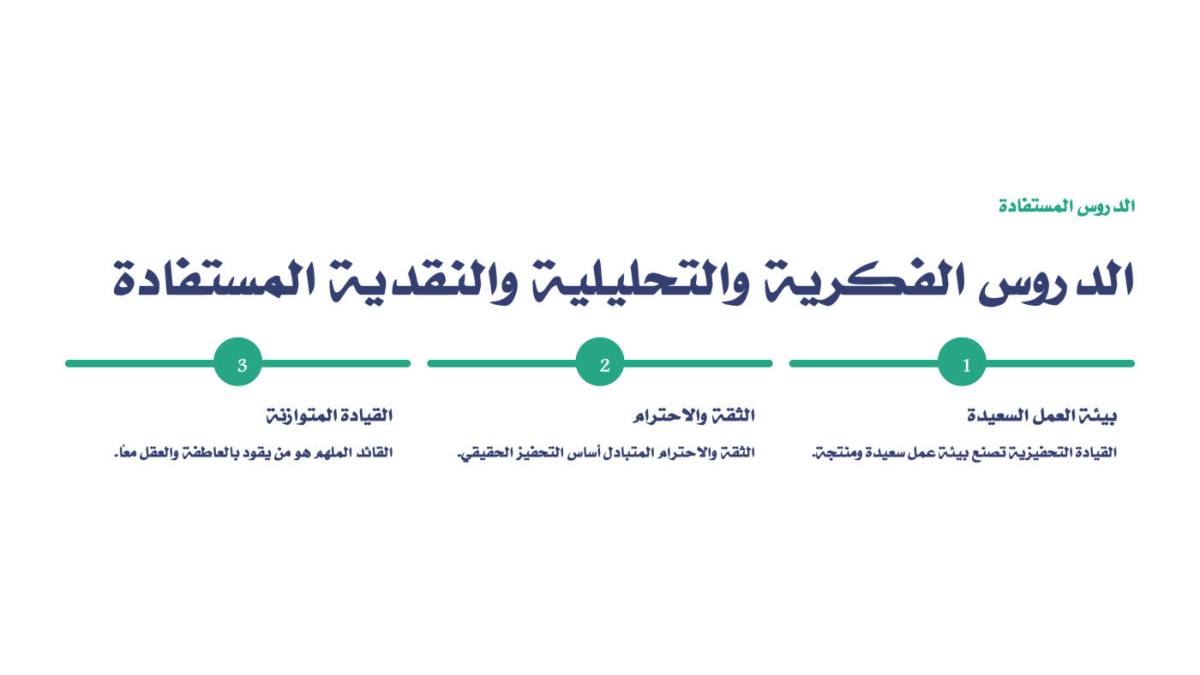 الدروس المستفادة
الدروس الفكرية والتحليلية والنقدية المستفادة
1
بيئة العمل السعيدة
القيادة التحفيزية تصنع بيئة عمل سعيدة ومنتجة.
2
الثقة والاحترام
الثقة والاحترام المتبادل أساس التحفيز الحقيقي.
3
القيادة المتوازنة
القائد الملهم هو من يقود بالعاطفة والعقل معًا.